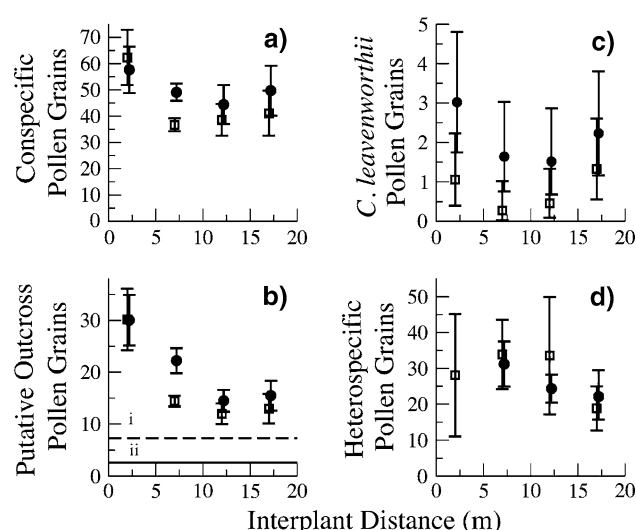 a)
Conspecific
Pollen Grains
70
60
50
40
30
20
10
0
0 5 10 15 20
c)
C. leavenworthii
Pollen Grains
5
4
3
2
1
0
0 5 10 15 20
b)
Putative Outcross
Pollen Grains
30
20
10
0
i
ii
0 5 10 15 20
d)
Heterospecific
Pollen Grains
50
40
30
20
10
0
0 5 10 15 20
Interplant Distance (m)